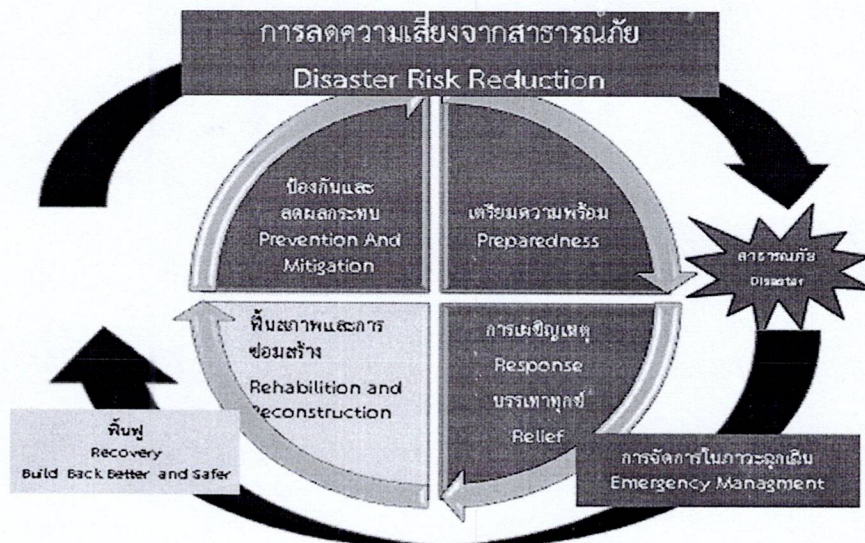 การลดความเสี่ยงจากสาธารณภัย
Disaster Risk Reduction
ป้องกันและ
ลดผลกระทบ
Prevention And
Mitigation
เตรียมความพร้อม
Preparedness
สาธารณภัย
Disaster
ฟื้นสภาพและการ
ซ่อมสร้าง
Rehabilition and
Reconstruction
การเผชิญเหตุ
Response
บรรเทาทุกข์
Relief
ฟื้นฟู
Recovery
Build Back Better and Safer
การจัดการในภาวะฉุกเฉิน
Emergency Managment